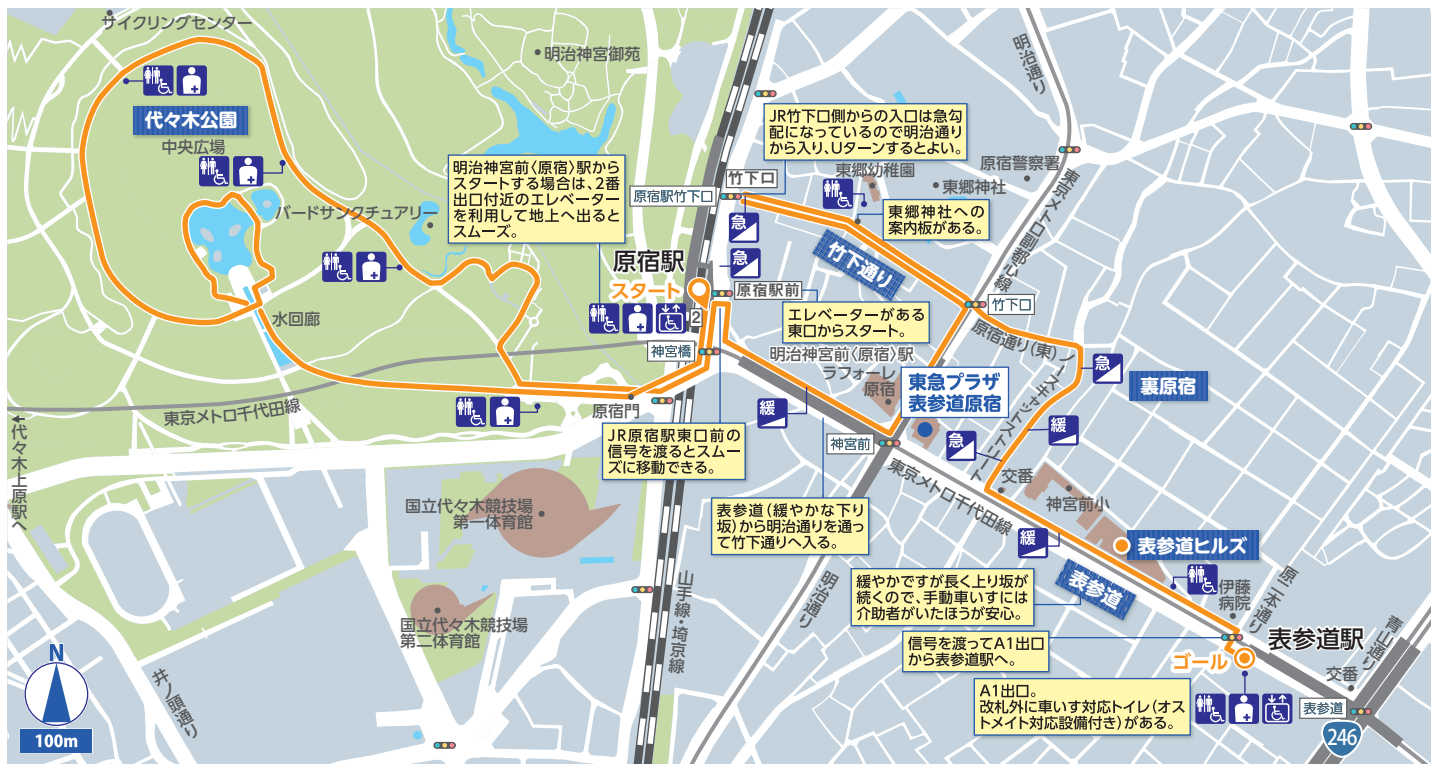 サイクリングセンター
代々木公園
中央広場
バードサンクチュアリー
水回廊
明治神宮御苑
明治神宮前〈原宿〉駅から
スタートする場合は、2番
出口付近のエレベーター
を利用して地上へ出ると
スムーズ。
JR竹下口側からの入口は急勾
配になっているので明治通り
から入り、Uターンするとよい。
明治通り
原宿警察署
東郷幼稚園
東郷神社
東郷神社への
案内板がある。
竹下口
原宿駅竹下口
急
竹下通り
東京メトロ副都心線
原宿駅
スタート
急
原宿駅前
2
エレベーターがある
東口からスタート。
竹下口
原宿通り(東)
ノースキャットストリート
急
裏原宿
神宮橋
明治神宮前〈原宿〉駅
ラフォーレ
原宿
東急プラザ
表参道原宿
東京メトロ千代田線
原宿門
緩
神宮前
急
緩
←代々木上原駅へ
JR原宿駅東口前の
信号を渡るとスムー
ズに移動できる。
国立代々木競技場
第一体育館
表参道(緩やかな下り
坂)から明治通りを通っ
て竹下通りへ入る。
東京メトロ千代田線
交番
神宮前小
緩
表参道ヒルズ
表参道
山手線・埼京線
明治通り
緩やかですが長く上り坂が
続くので、手動車いすには
介助者がいたほうが安心。
伊藤
病院
原二本通り
国立代々木競技場
第二体育館
信号を渡ってA1出口
から表参道駅へ。
表参道駅
ゴール
青山通り
交番
A1出口。
改札外に車いす対応トイレ(オス
トメイト対応設備付き)がある。
表参道
246
井ノ頭通り
N
100m